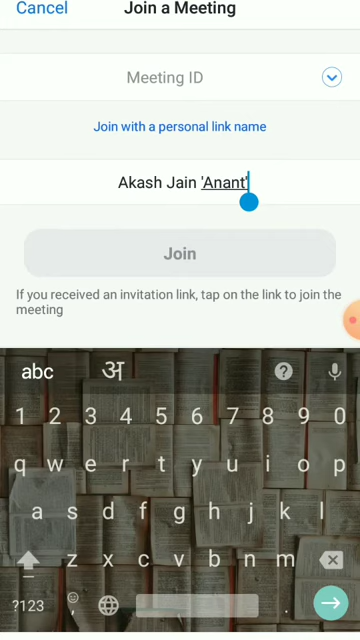 Cancel Join a Meeting
Meeting ID
Join with a personal link name
Akash Jain 'Anant'
Join
If you received an invitation link, tap on the link to join the
meeting
abc अ ?
1 2 3 4 5 6 7 8 9 0
q w e r t y u i o p
a s d f g h j k l
z x c v b n m
?123 , .